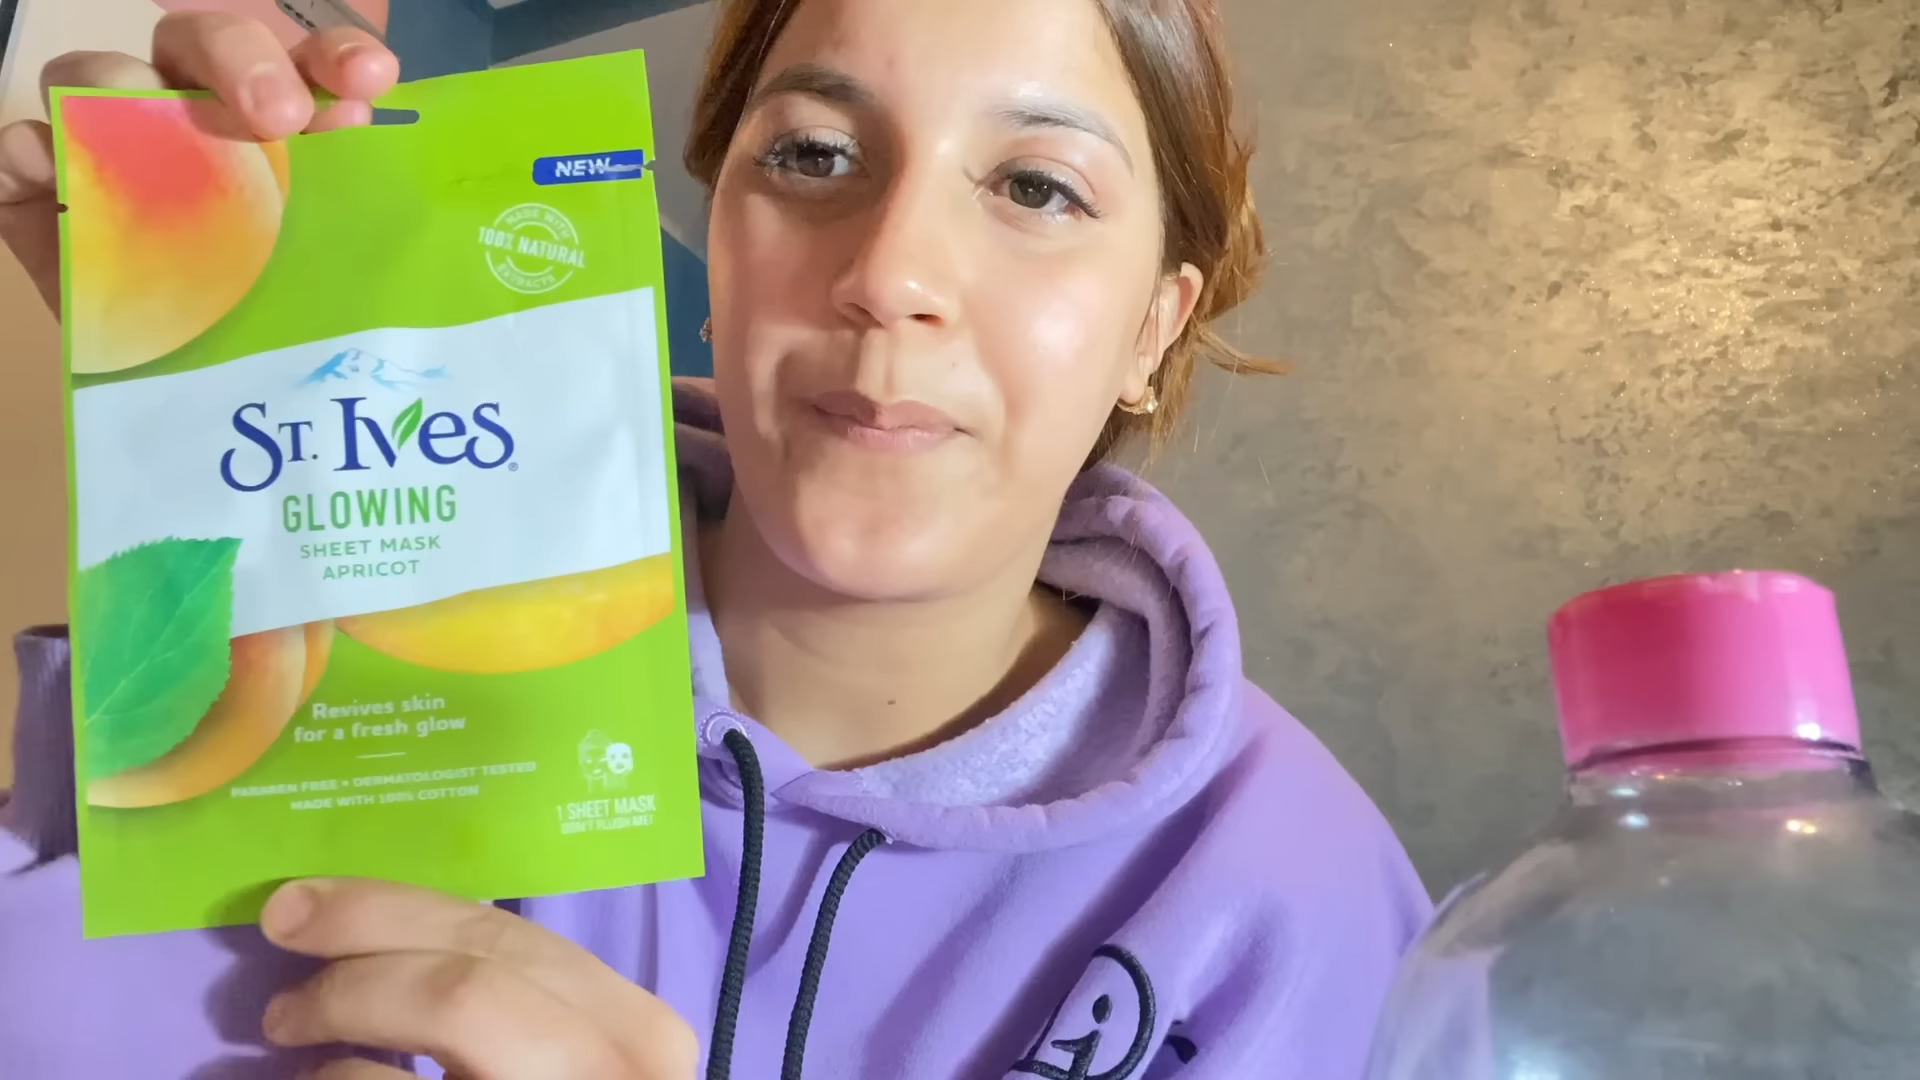 NEW
MADE WITH
100% NATURAL
EXTRACTS
ST. IVES®
GLOWING
SHEET MASK
APRICOT
Revives skin
for a fresh glow
PARABEN FREE • DERMATOLOGIST TESTED
MADE WITH 100% COTTON
1 SHEET MASK
DON'T FLUSH ME!